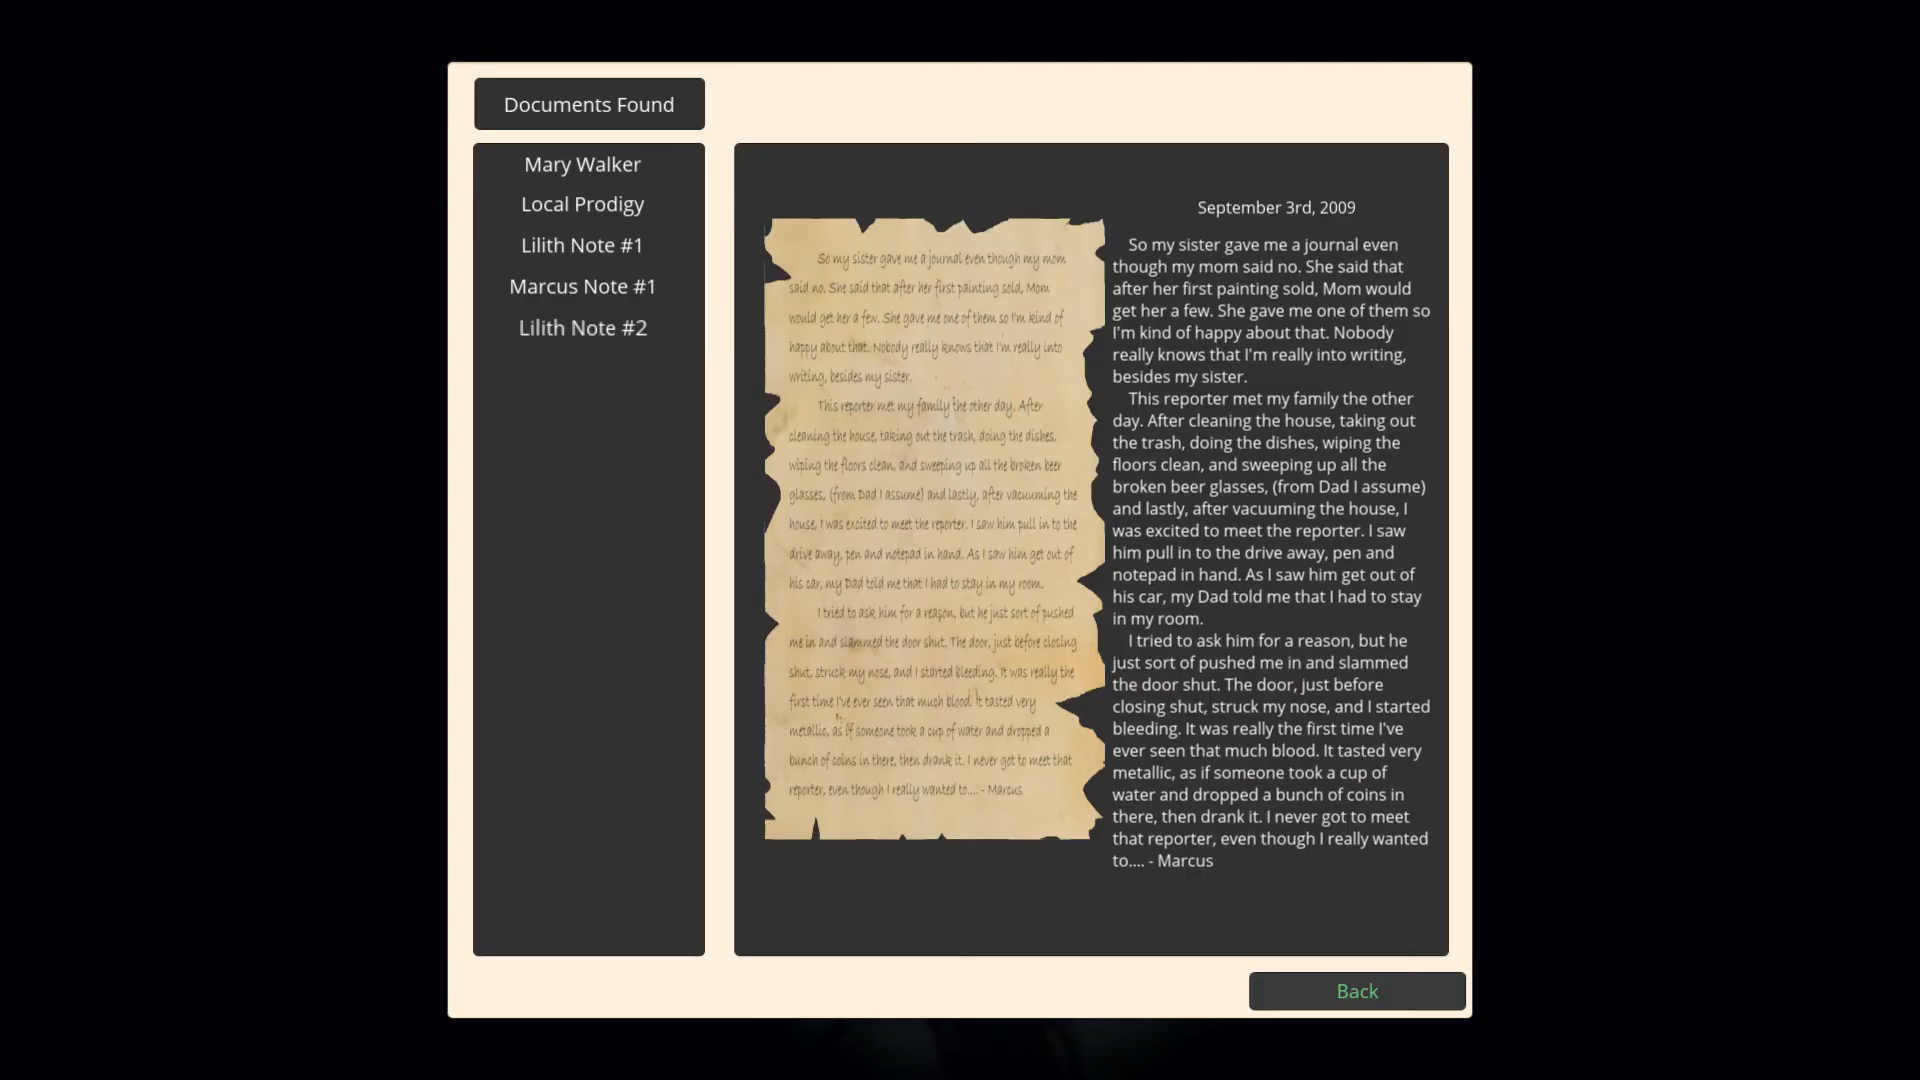 Documents Found
Mary Walker
Local Prodigy
Lilith Note #1
Marcus Note #1
Lilith Note #2
So my sister gave me a journal even though my mom
said no. She said that after her first painting sold, Mom
would get her a few. She gave me one of them so I'm kind of
happy about that. Nobody really knows that I'm really into
writing, besides my sister.
This reporter met my family the other day. After
cleaning the house, taking out the trash, doing the dishes,
wiping the floors clean, and sweeping up all the broken beer
glasses, (from Dad I assume) and lastly, after vacuuming the
house, I was excited to meet the reporter. I saw him pull in to the
drive away, pen and notepad in hand. As I saw him get out of
his car, my Dad told me that I had to stay in my room.
I tried to ask him for a reason, but he just sort of pushed
me in and slammed the door shut. The door, just before closing
shut, struck my nose, and I started bleeding. It was really the
first time I've ever seen that much blood. It tasted very
metallic, as if someone took a cup of water and dropped a
bunch of coins in there, then drank it. I never got to meet that
reporter, even though I really wanted to.... - Marcus
September 3rd, 2009
So my sister gave me a journal even
though my mom said no. She said that
after her first painting sold, Mom would
get her a few. She gave me one of them so
I'm kind of happy about that. Nobody
really knows that I'm really into writing,
besides my sister.
This reporter met my family the other
day. After cleaning the house, taking out
the trash, doing the dishes, wiping the
floors clean, and sweeping up all the
broken beer glasses, (from Dad I assume)
and lastly, after vacuuming the house, I
was excited to meet the reporter. I saw
him pull in to the drive away, pen and
notepad in hand. As I saw him get out of
his car, my Dad told me that I had to stay
in my room.
I tried to ask him for a reason, but he
just sort of pushed me in and slammed
the door shut. The door, just before
closing shut, struck my nose, and I started
bleeding. It was really the first time I've
ever seen that much blood. It tasted very
metallic, as if someone took a cup of
water and dropped a bunch of coins in
there, then drank it. I never got to meet
that reporter, even though I really wanted
to.... - Marcus
Back